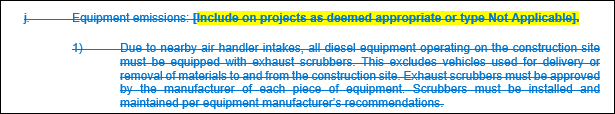 j. Equipment emissions: [Include on projects as deemed appropriate or type Not Applicable].
1) Due to nearby air handler intakes, all diesel equipment operating on the construction site
must be equipped with exhaust scrubbers. This excludes vehicles used for delivery or
removal of materials to and from the construction site. Exhaust scrubbers must be approved
by the manufacturer of each piece of equipment. Scrubbers must be installed and
maintained per equipment manufacturer's recommendations.